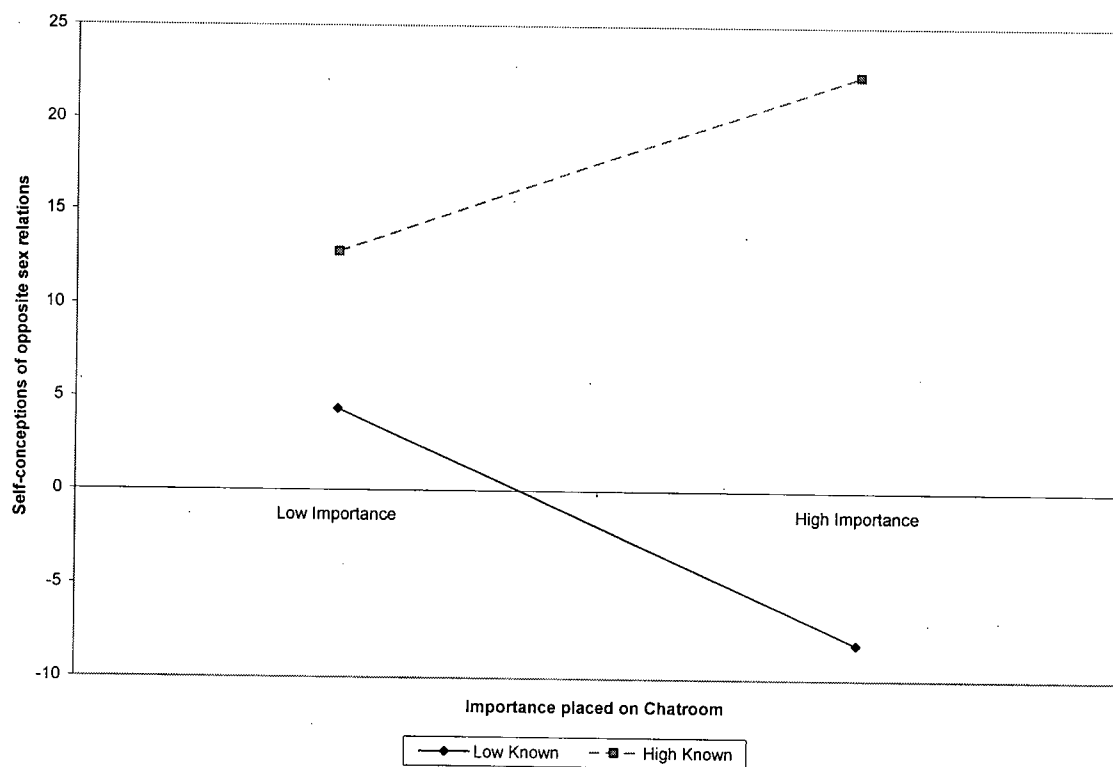 25
20
15
10
5
0
-5
-10
Self-conceptions of opposite sex relations
Low Importance
High Importance
Importance placed on Chatroom
Low Known
High Known